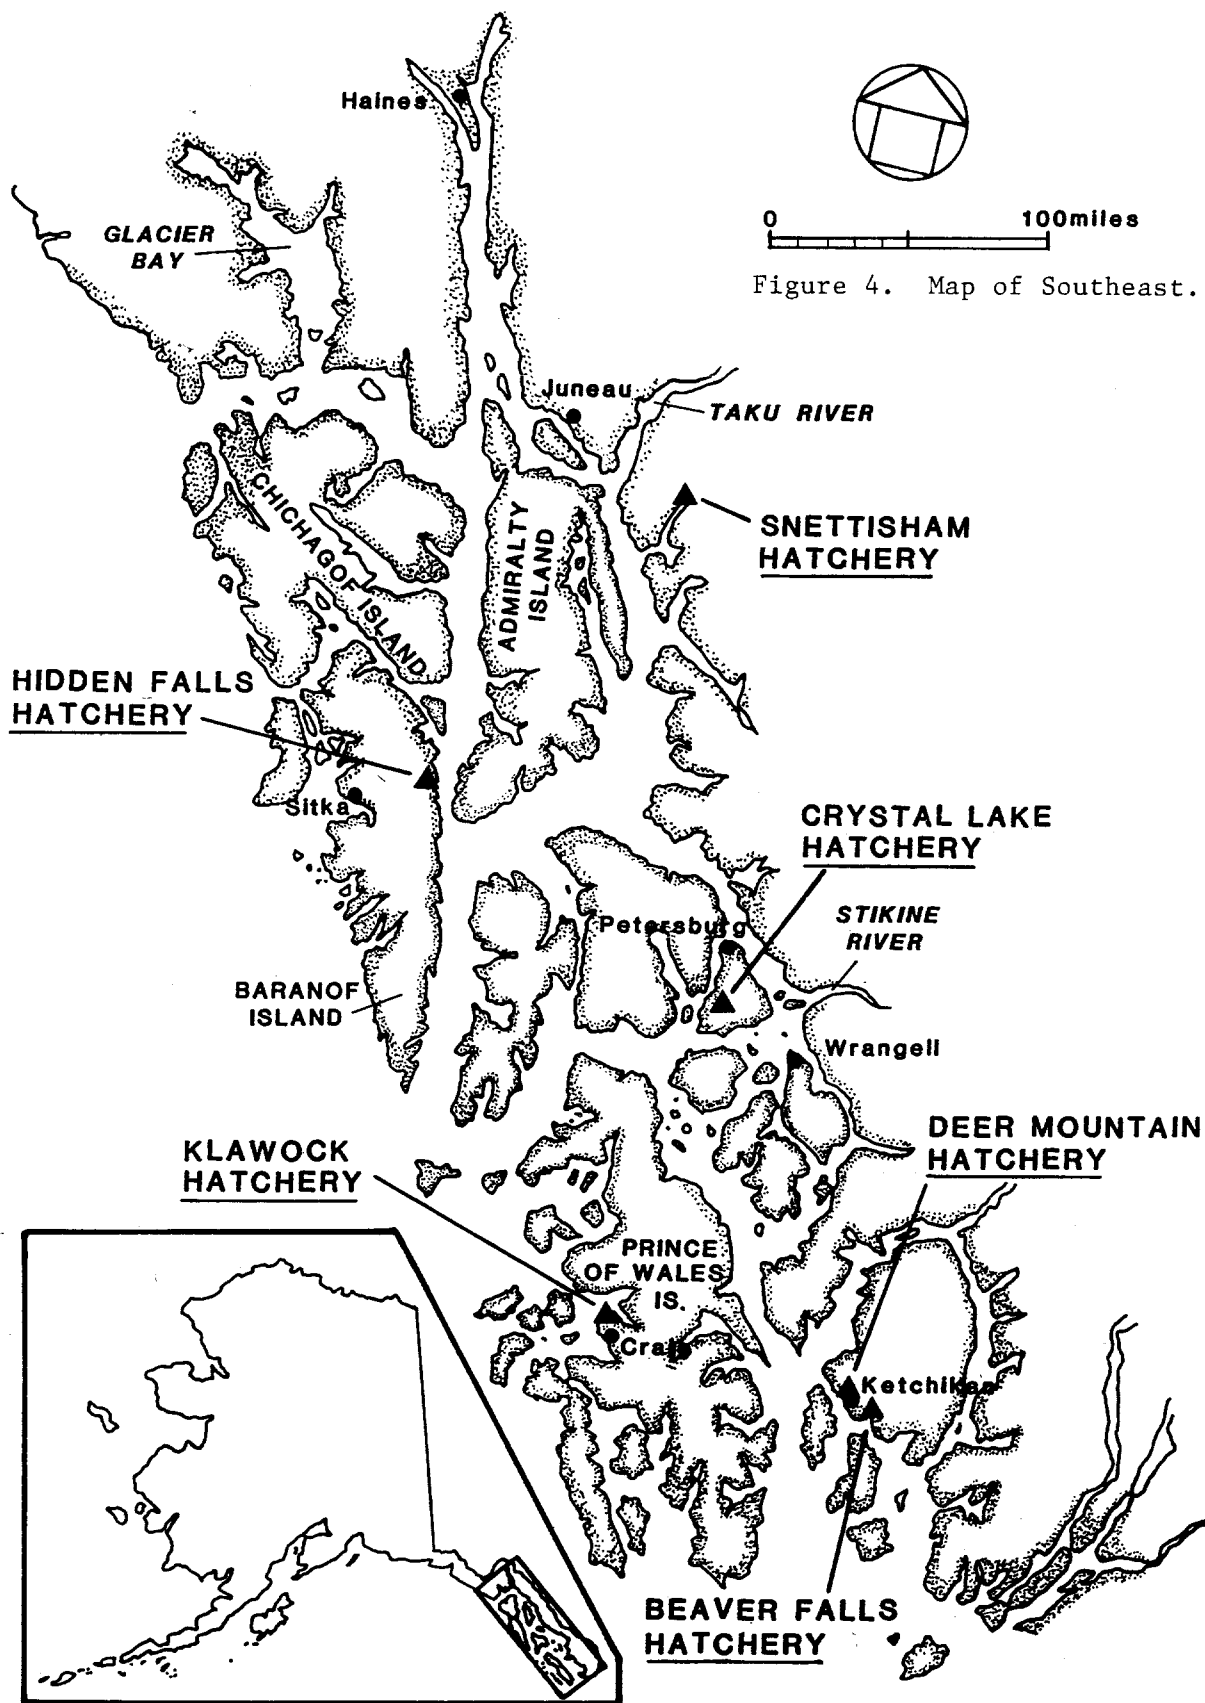 Haines
0 100miles
GLACIER
BAY
Figure 4. Map of Southeast.
Juneau
TAKU RIVER
CHICHAGOF ISLAND
ADMIRALTY
ISLAND
SNETTISHAM
HATCHERY
HIDDEN FALLS
HATCHERY
Sitka
CRYSTAL LAKE
HATCHERY
Petersburg
STIKINE
RIVER
BARANOF
ISLAND
Wrangell
DEER MOUNTAIN
HATCHERY
KLAWOCK
HATCHERY
PRINCE
OF WALES
IS.
Craig
Ketchikan
BEAVER FALLS
HATCHERY